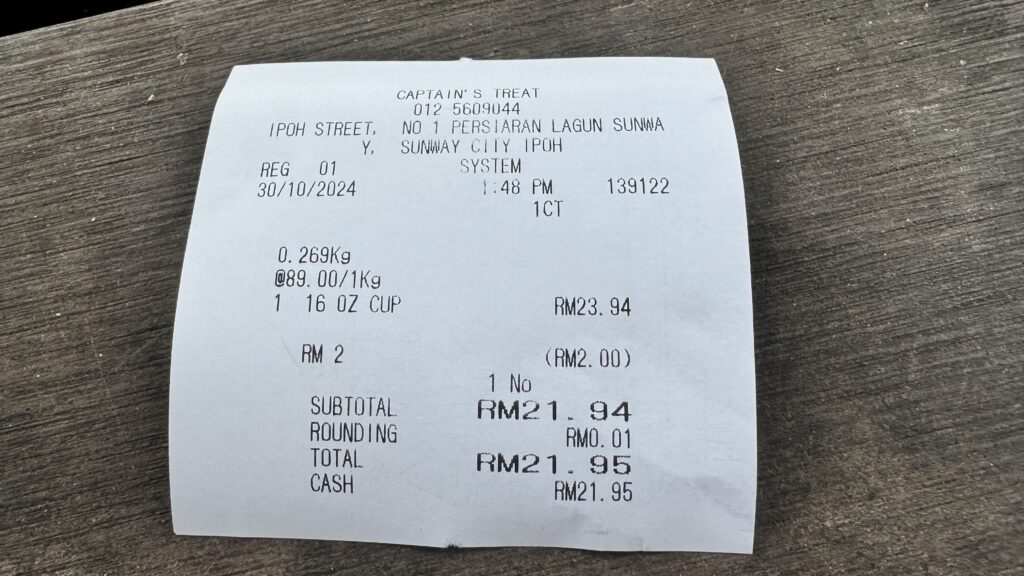 CAPTAIN'S TREAT
012 5609044
IPOH STREET, NO 1 PERSIARAN LAGUN SUNWA
Y, SUNWAY CITY IPOH
REG 01 SYSTEM
30/10/2024 1:48 PM 139122
1CT
0.269Kg
@89.00/1Kg
1 16 OZ CUP RM23.94
RM 2 (RM2.00)
1 No
SUBTOTAL RM21.94
ROUNDING RM0.01
TOTAL RM21.95
CASH RM21.95